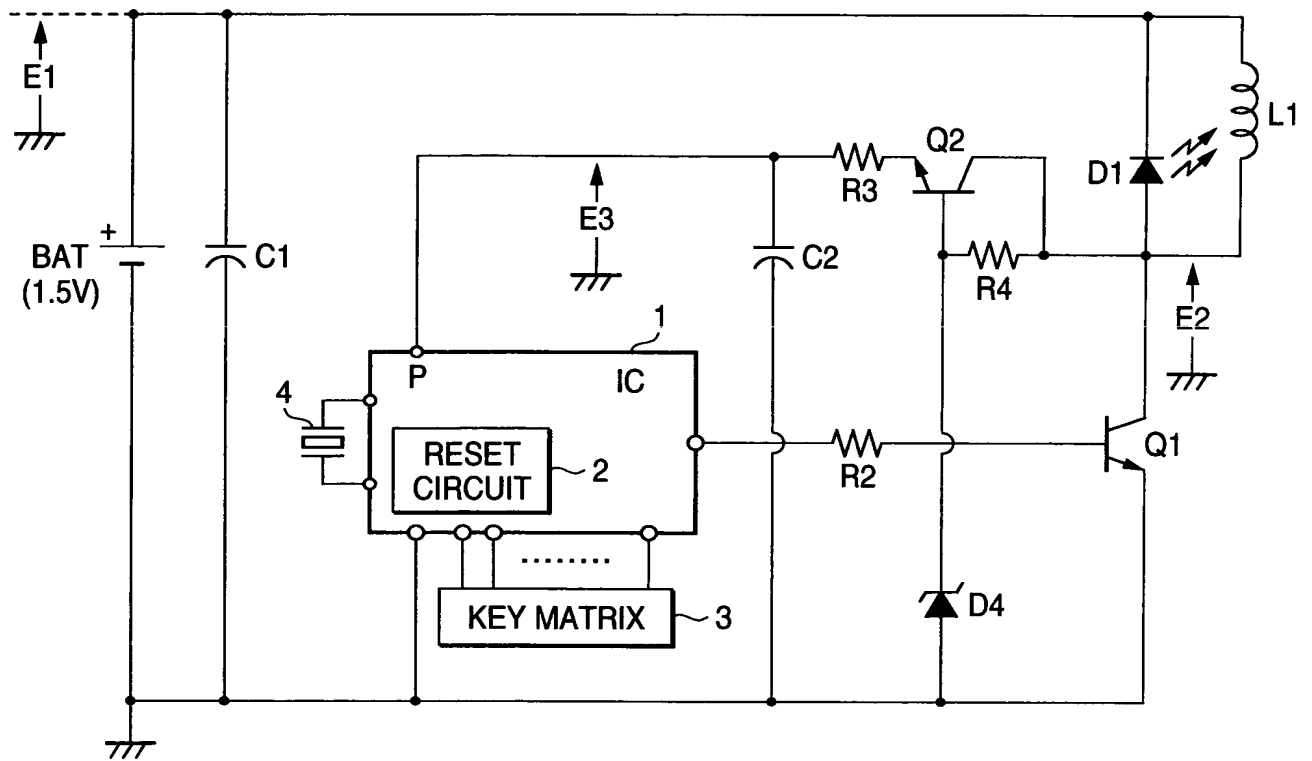 E1
L1
Q2
D1
R3
E3
+
BAT
(1.5V)
C1
C2
R4
E2
1
P
IC
4
RESET
CIRCUIT
2
R2
Q1
KEY MATRIX
3
D4